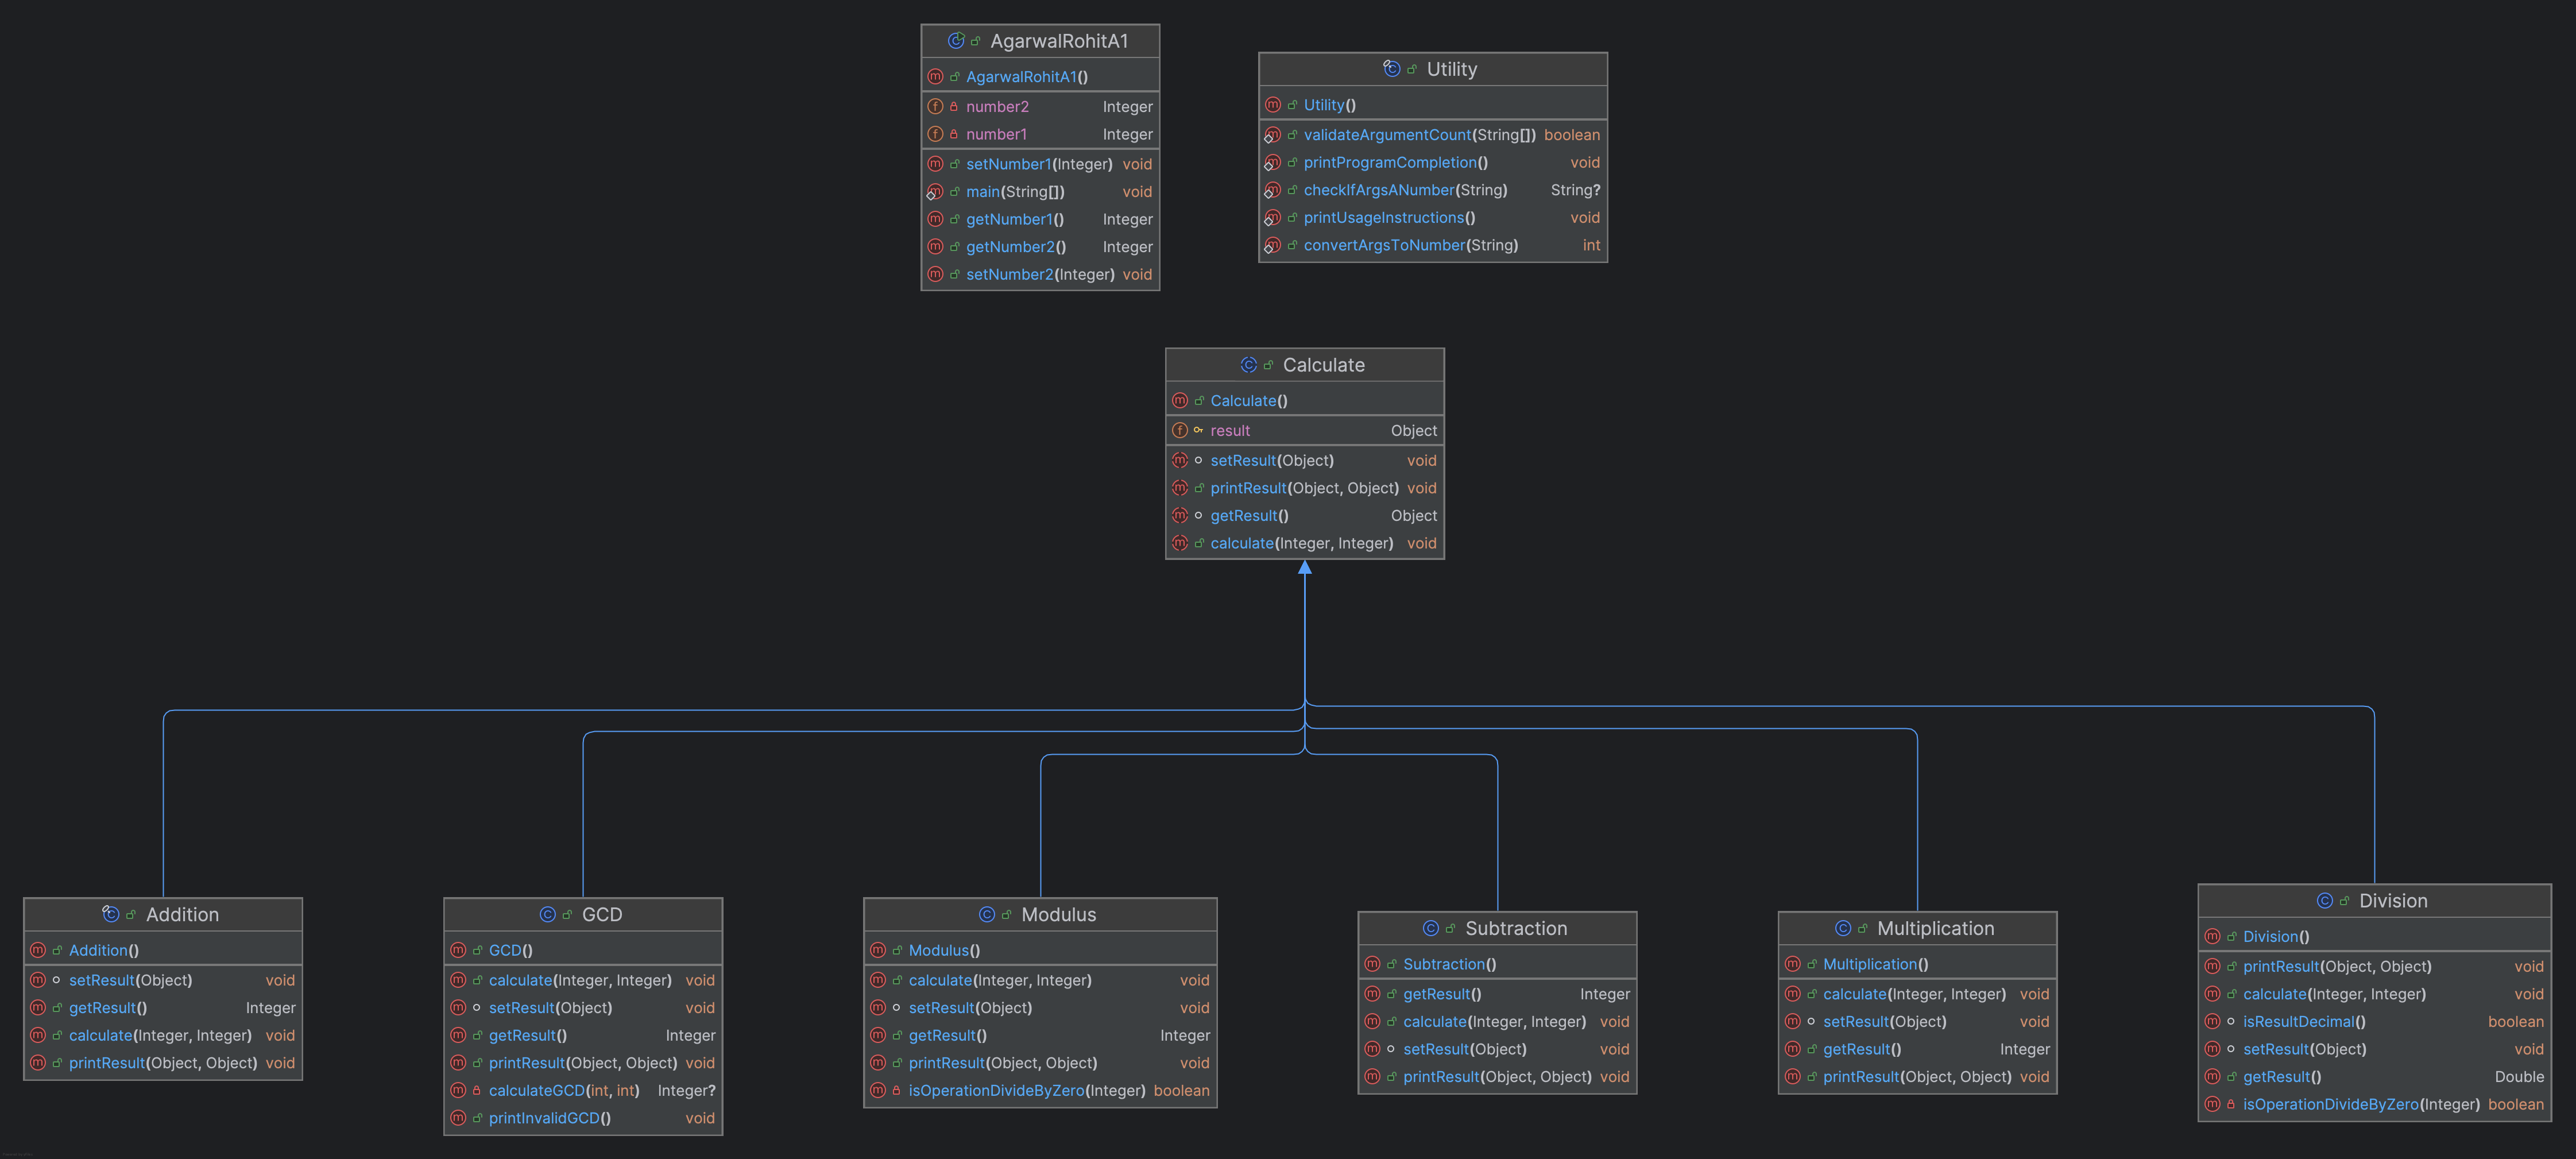 AgarwalRohitA1
AgarwalRohitA1()
number2 Integer
number1 Integer
setNumber1(Integer) void
main(String[]) void
getNumber1() Integer
getNumber2() Integer
setNumber2(Integer) void
Utility
Utility()
validateArgumentCount(String[]) boolean
printProgramCompletion() void
checkIfArgsANumber(String) String?
printUsageInstructions() void
convertArgsToNumber(String) int
Calculate
Calculate()
result Object
setResult(Object) void
printResult(Object, Object) void
getResult() Object
calculate(Integer, Integer) void
Addition
Addition()
setResult(Object) void
getResult() Integer
calculate(Integer, Integer) void
printResult(Object, Object) void
GCD
GCD()
calculate(Integer, Integer) void
setResult(Object) void
getResult() Integer
printResult(Object, Object) void
calculateGCD(int, int) Integer?
printInvalidGCD() void
Modulus
Modulus()
calculate(Integer, Integer) void
setResult(Object) void
getResult() Integer
printResult(Object, Object) void
isOperationDivideByZero(Integer) boolean
Subtraction
Subtraction()
getResult() Integer
calculate(Integer, Integer) void
setResult(Object) void
printResult(Object, Object) void
Multiplication
Multiplication()
calculate(Integer, Integer) void
setResult(Object) void
getResult() Integer
printResult(Object, Object) void
Division
Division()
printResult(Object, Object) void
calculate(Integer, Integer) void
isResultDecimal() boolean
setResult(Object) void
getResult() Double
isOperationDivideByZero(Integer) boolean